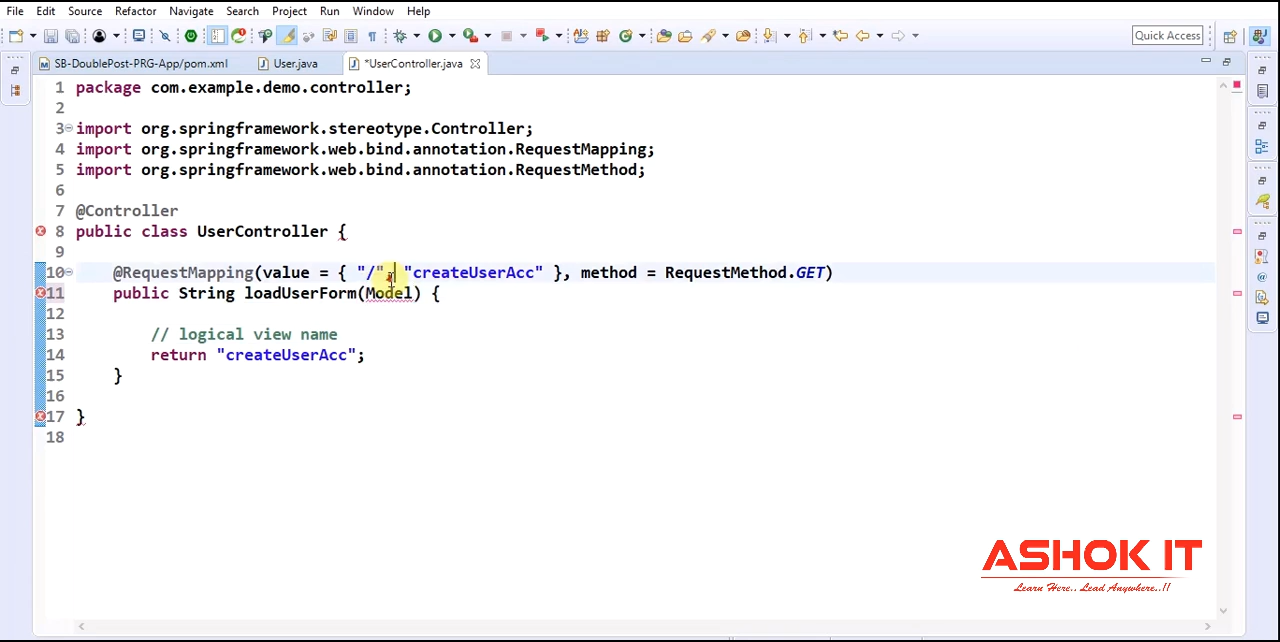 File Edit Source Refactor Navigate Search Project Run Window Help
Quick Access
SB-DoublePost-PRG-App/pom.xml User.java *UserController.java
1 package com.example.demo.controller;
2
3 import org.springframework.stereotype.Controller;
4 import org.springframework.web.bind.annotation.RequestMapping;
5 import org.springframework.web.bind.annotation.RequestMethod;
6
7 @Controller
8 public class UserController {
9
10 @RequestMapping(value = { "/", "createUserAcc" }, method = RequestMethod.GET)
11 public String loadUserForm(Model) {
12
13 // logical view name
14 return "createUserAcc";
15 }
16
17 }
18
ASHOK IT
Learn Here.. Lead Anywhere..!!